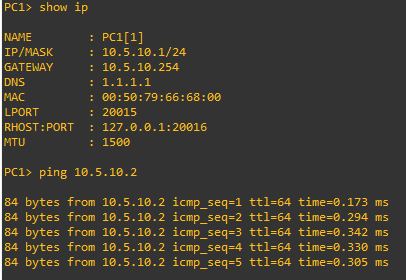 PC1> show ip
NAME : PC1[1]
IP/MASK : 10.5.10.1/24
GATEWAY : 10.5.10.254
DNS : 1.1.1.1
MAC : 00:50:79:66:68:00
LPORT : 20015
RHOST:PORT : 127.0.0.1:20016
MTU : 1500
PC1> ping 10.5.10.2
84 bytes from 10.5.10.2 icmp_seq=1 ttl=64 time=0.173 ms
84 bytes from 10.5.10.2 icmp_seq=2 ttl=64 time=0.294 ms
84 bytes from 10.5.10.2 icmp_seq=3 ttl=64 time=0.342 ms
84 bytes from 10.5.10.2 icmp_seq=4 ttl=64 time=0.330 ms
84 bytes from 10.5.10.2 icmp_seq=5 ttl=64 time=0.305 ms